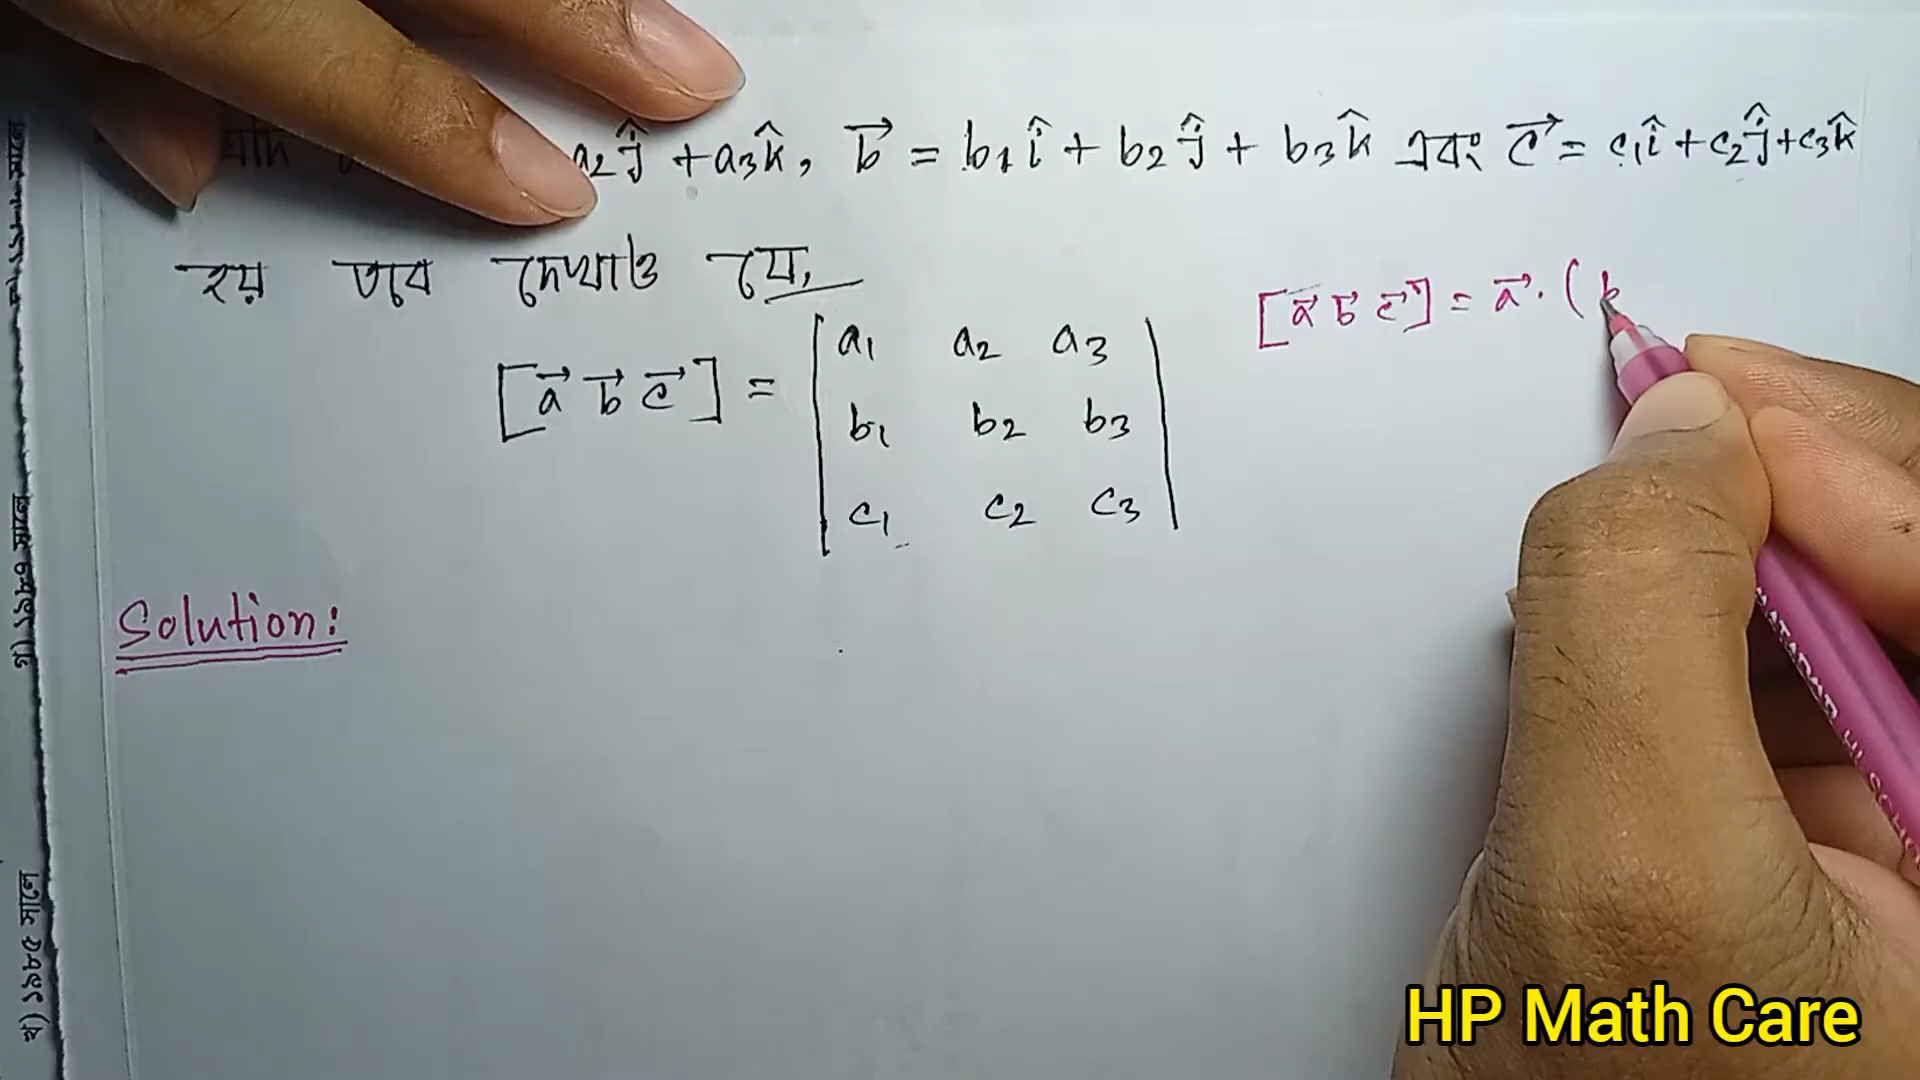 যদি a₂ĵ + a₃k̂, b⃗ = b₁î + b₂ĵ + b₃k̂ এবং c⃗ = c₁î + c₂ĵ + c₃k̂
হয় তবে দেখাও যে,
[a⃗ b⃗ c⃗] = a⃗ · ( b
[a⃗ b⃗ c⃗] = | a₁ a₂ a₃ |
| b₁ b₂ b₃ |
| c₁ c₂ c₃ |
Solution:
HP Math Care